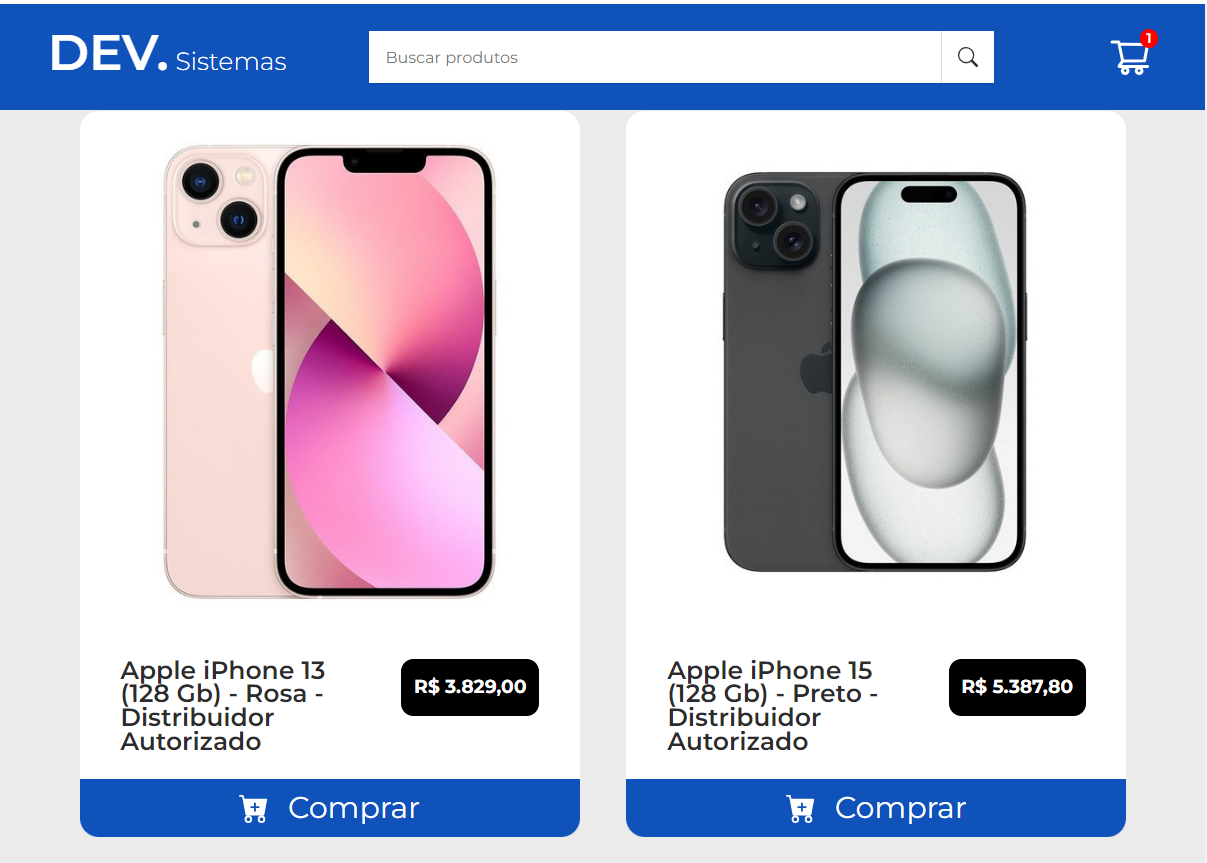 DEV. Sistemas
Buscar produtos
1
Apple iPhone 13
(128 Gb) - Rosa -
Distribuidor
Autorizado
R$ 3.829,00
Comprar
Apple iPhone 15
(128 Gb) - Preto -
Distribuidor
Autorizado
R$ 5.387,80
Comprar